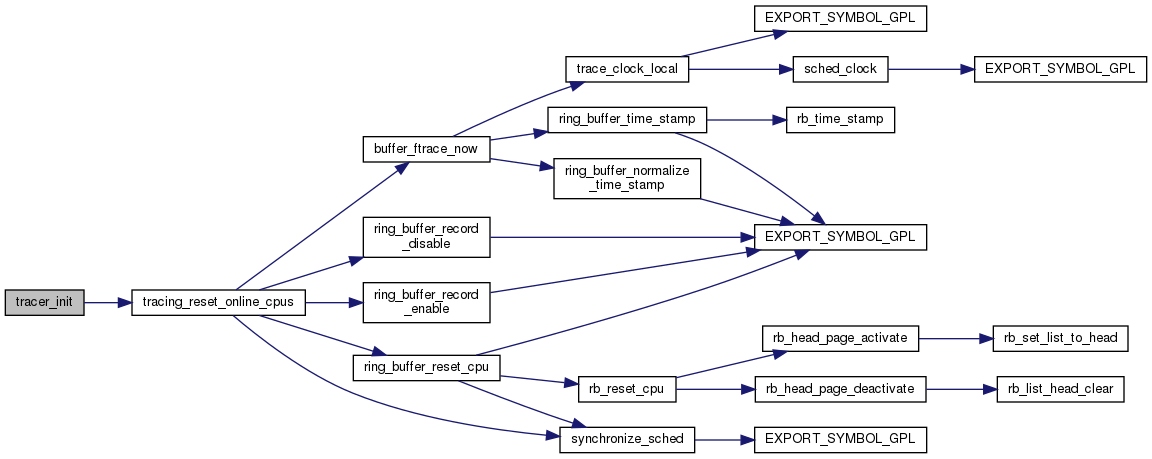 EXPORT_SYMBOL_GPL
trace_clock_local
sched_clock
EXPORT_SYMBOL_GPL
ring_buffer_time_stamp
rb_time_stamp
buffer_ftrace_now
ring_buffer_normalize
_time_stamp
ring_buffer_record
_disable
EXPORT_SYMBOL_GPL
tracer_init
tracing_reset_online_cpus
ring_buffer_record
_enable
rb_head_page_activate
rb_set_list_to_head
ring_buffer_reset_cpu
rb_reset_cpu
rb_head_page_deactivate
rb_list_head_clear
synchronize_sched
EXPORT_SYMBOL_GPL